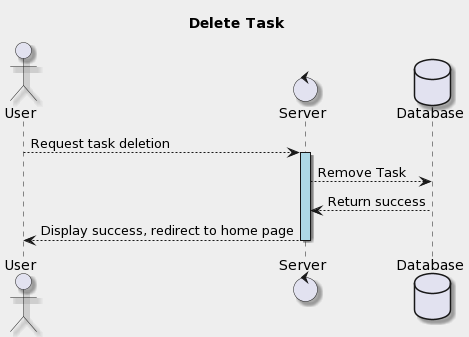 Delete Task
User
Server
Database
Request task deletion
Remove Task
Return success
Display success, redirect to home page
User
Server
Database